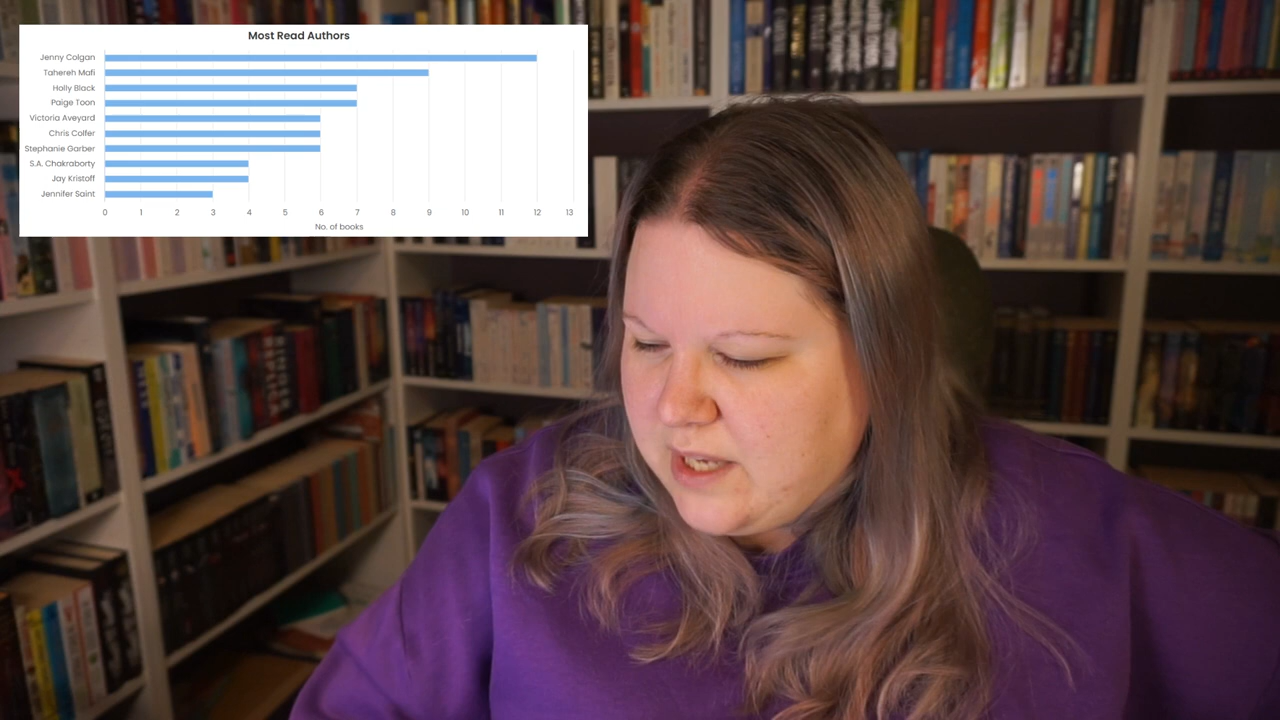 Most Read Authors
Jenny Colgan
Tahereh Mafi
Holly Black
Paige Toon
Victoria Aveyard
Chris Colfer
Stephanie Garber
S.A. Chakraborty
Jay Kristoff
Jennifer Saint
0 1 2 3 4 5 6 7 8 9 10 11 12 13
No. of books